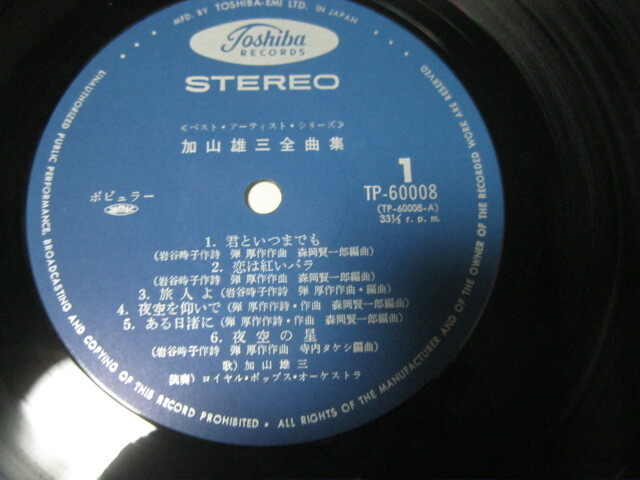 MFD. BY TOSHIBA-EMI LTD. IN JAPAN
Toshiba
RECORDS
STEREO
≪ベスト・アーティスト・シリーズ≫
加山雄三全曲集
1
TP-60008
(TP-60008-A)
33⅓ r. p. m.
ポピュラー
1. 君といつまでも
(岩谷時子作詩 弾 厚作作曲 森岡賢一郎編曲)
2. 恋は紅いバラ
(岩谷時子作詩 弾 厚作作曲 森岡賢一郎編曲)
3. 旅人よ(岩谷時子作詩 弾 厚作作曲・編曲)
4. 夜空を仰いで(弾 厚作作詩・作曲 森岡賢一郎編曲)
5. ある日渚に(弾 厚作作詩・作曲 森岡賢一郎編曲)
6. 夜空の星
(岩谷時子作詩 弾 厚作作曲 寺内タケシ編曲)
歌) 加山雄三
演奏) ロイヤル・ポップス・オーケストラ
UNAUTHORIZED PUBLIC PERFORMANCE, BROADCASTING AND COPYING OF THIS RECORD PROHIBITED • ALL RIGHTS OF THE MANUFACTURER AND OF THE OWNER OF THE RECORDED WORK ARE RESERVED